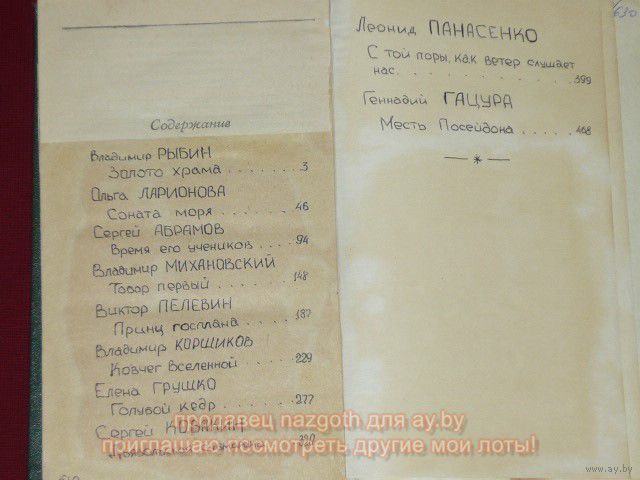 Содержание
Владимир РЫБИН
Золото храма . . . . . . . 3
Ольга ЛАРИОНОВА
Соната моря . . . . . . . 46
Сергей АБРАМОВ
Время его учеников . . . . 94
Владимир МИХАНОВСКИЙ
Товар первый . . . . . . 148
Виктор ПЕЛЕВИН
Принц госплана . . . . . 187
Владимир КОРШИКОВ
Ковчег Вселенной . . . . 229
Елена ГРУШКО
Голубой кедр . . . . . . 277
Сергей
320
Леонид ПАНАСЕНКО
С той поры, как ветер слушает
нас. . . . . . . . . . . 399
Геннадий ГАЦУРА
Месть Посейдона . . . . . 468
630
продавец nazgoth для ay.by
приглашаю посмотреть другие мои лоты!
www.ay.by